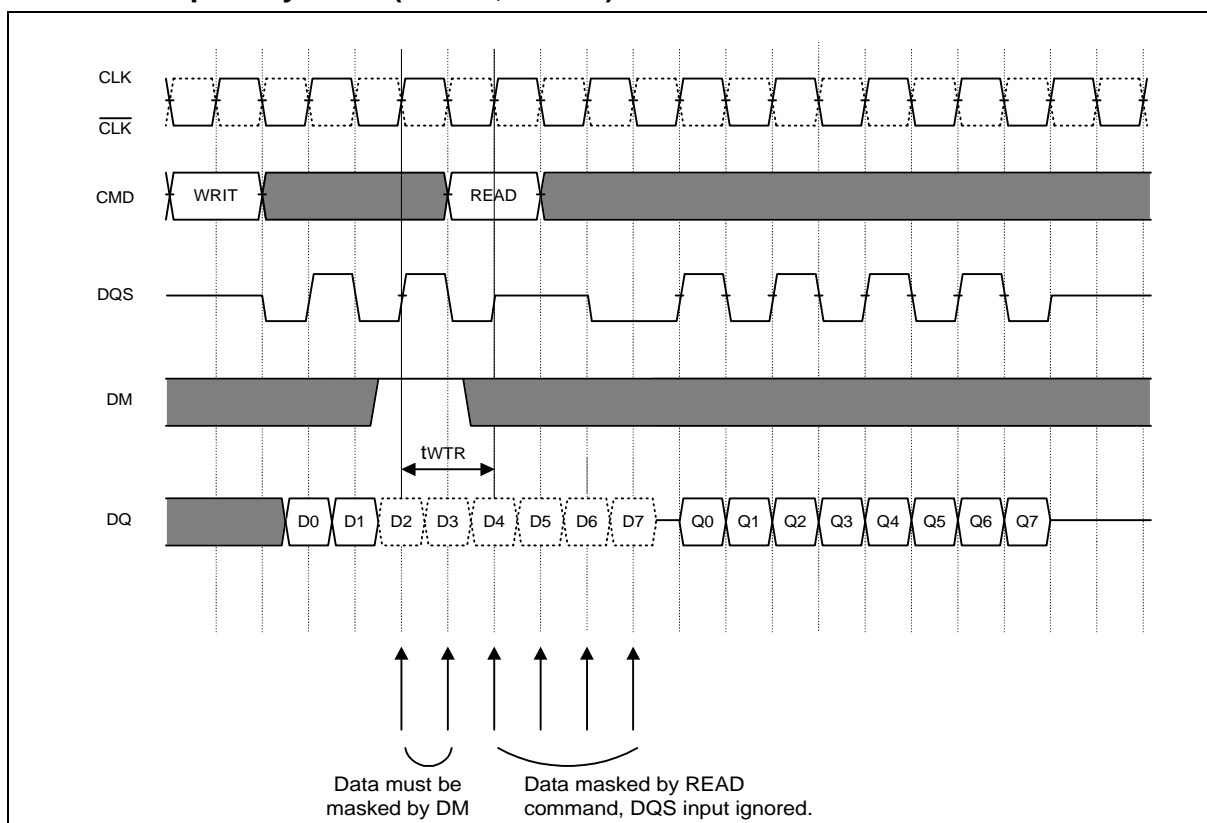 CLK
CLK
CMD WRIT READ
DQS
DM
tWTR
DQ D0 D1 D2 D3 D4 D5 D6 D7 Q0 Q1 Q2 Q3 Q4 Q5 Q6 Q7
Data must be
masked by DM
Data masked by READ
command, DQS input ignored.